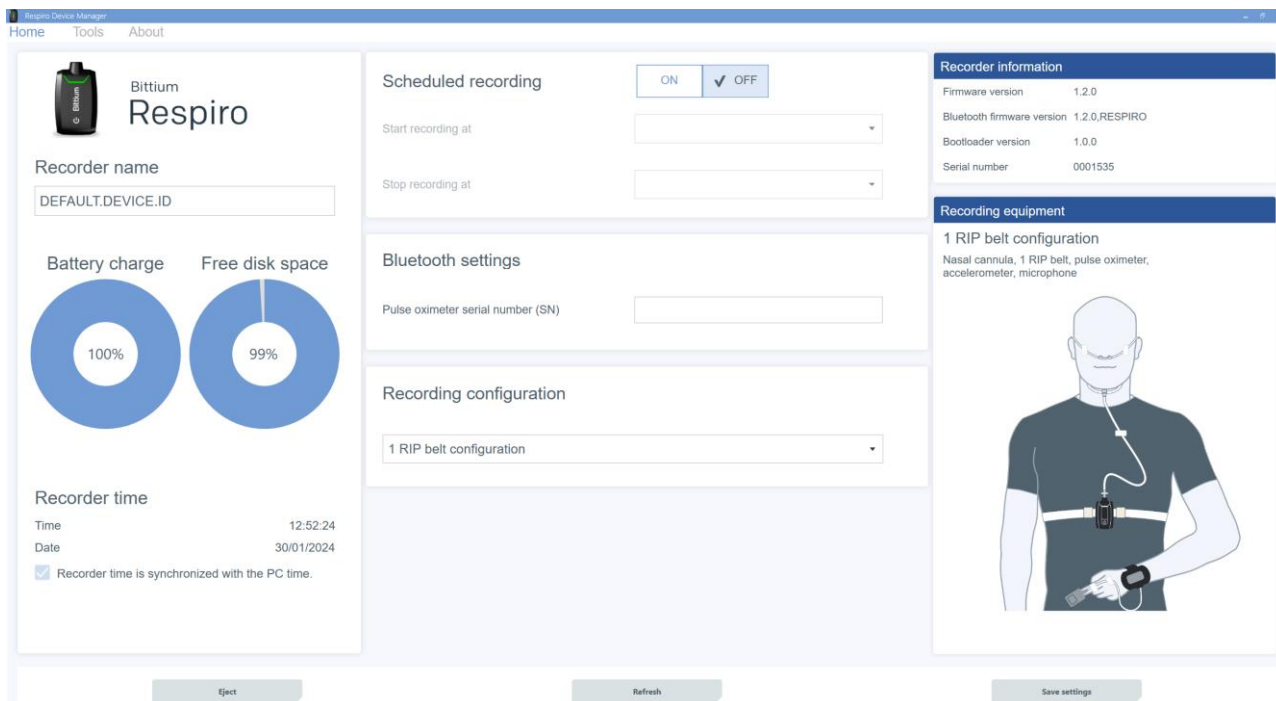 Respiro Device Manager
Home Tools About
Bittium
Bittium
Respiro
Recorder name
DEFAULT.DEVICE.ID
Battery charge Free disk space
100% 99%
Recorder time
Time 12:52:24
Date 30/01/2024
Recorder time is synchronized with the PC time.
Scheduled recording ON OFF
Start recording at
Stop recording at
Bluetooth settings
Pulse oximeter serial number (SN)
Recording configuration
1 RIP belt configuration
Recorder information
Firmware version 1.2.0
Bluetooth firmware version 1.2.0,RESPIRO
Bootloader version 1.0.0
Serial number 0001535
Recording equipment
1 RIP belt configuration
Nasal cannula, 1 RIP belt, pulse oximeter,
accelerometer, microphone
Eject Refresh Save settings